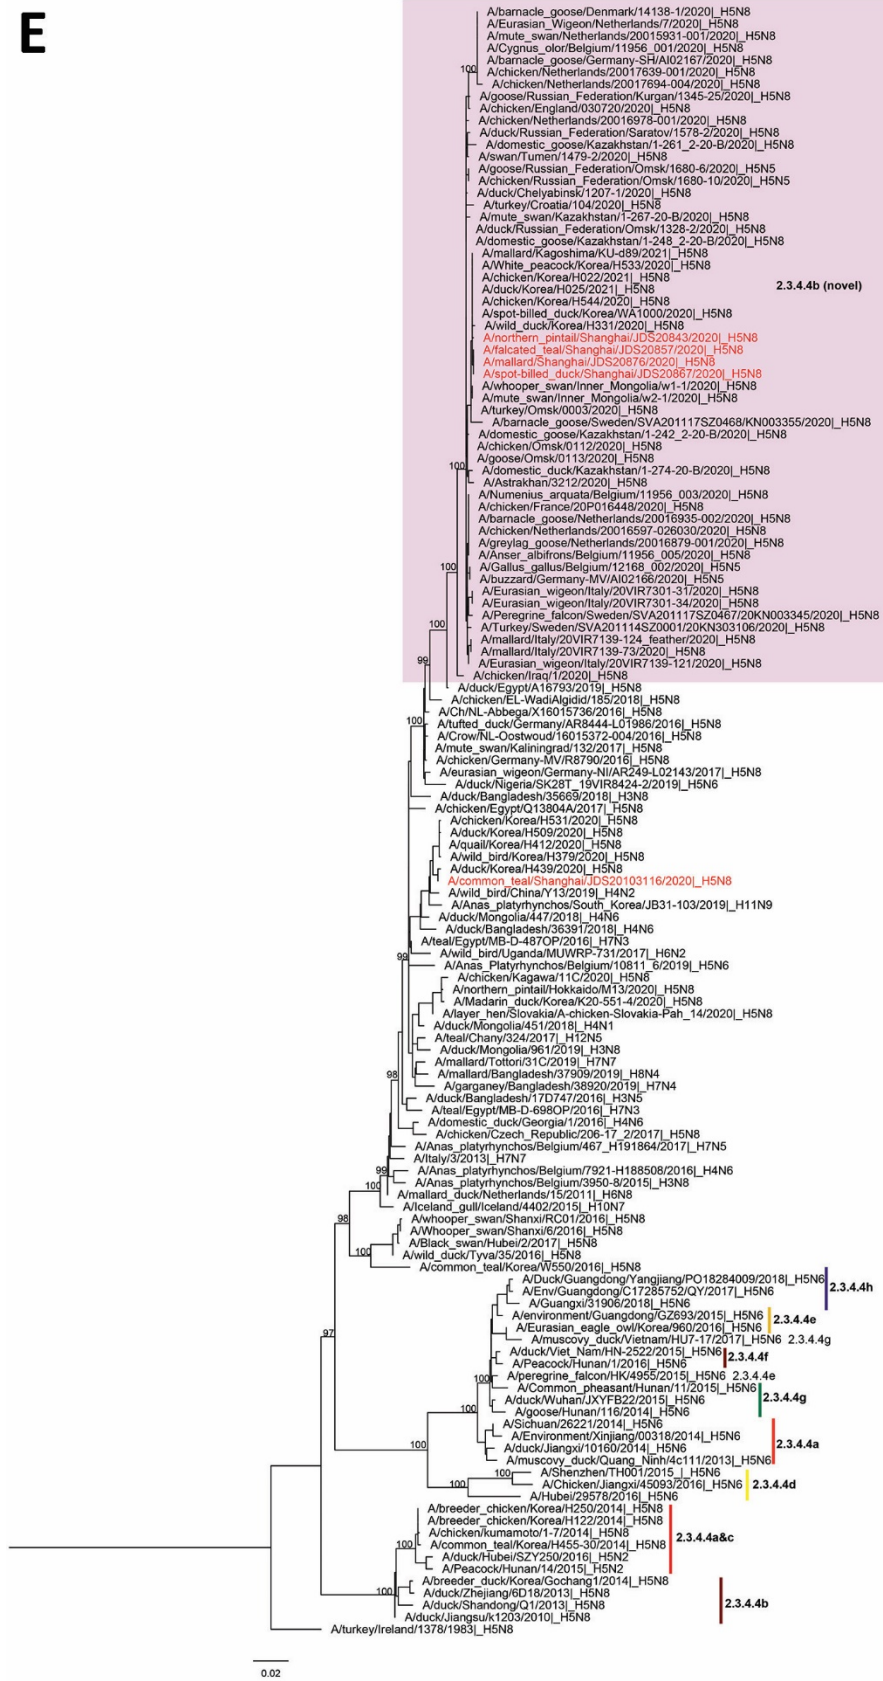 E
A/barnacle_goose/Denmark/14138-1/2020|_H5N8
A/Eurasian_Wigeon/Netherlands/7/2020|_H5N8
A/mute_swan/Netherlands/20015931-001/2020|_H5N8
A/Cygnus_olor/Belgium/11956_001/2020|_H5N8
A/barnacle_goose/Germany-SH/AI02167/2020|_H5N8
A/chicken/Netherlands/20017639-001/2020|_H5N8
100
A/chicken/Netherlands/20017694-004/2020|_H5N8
A/goose/Russian_Federation/Kurgan/1345-25/2020|_H5N8
A/chicken/England/030720/2020|_H5N8
A/chicken/Netherlands/20016978-001/2020|_H5N8
A/duck/Russian_Federation/Saratov/1578-2/2020|_H5N8
A/domestic_goose/Kazakhstan/1-261_2-20-B/2020|_H5N8
A/swan/Tumen/1479-2/2020|_H5N8
A/goose/Russian_Federation/Omsk/1680-6/2020|_H5N5
A/chicken/Russian_Federation/Omsk/1680-10/2020|_H5N5
A/duck/Chelyabinsk/1207-1/2020|_H5N8
A/turkey/Croatia/104/2020|_H5N8
A/mute_swan/Kazakhstan/1-267-20-B/2020|_H5N8
A/duck/Russian_Federation/Omsk/1328-2/2020|_H5N8
A/domestic_goose/Kazakhstan/1-248_2-20-B/2020|_H5N8
A/mallard/Kagoshima/KU-d89/2021|_H5N8
A/White_peacock/Korea/H533/2020|_H5N8
A/chicken/Korea/H022/2021|_H5N8
A/duck/Korea/H025/2021|_H5N8
2.3.4.4b (novel)
A/chicken/Korea/H544/2020|_H5N8
A/spot-billed_duck/Korea/WA1000/2020|_H5N8
A/wild_duck/Korea/H331/2020|_H5N8
A/northern_pintail/Shanghai/JDS20843/2020|_H5N8
A/falcated_teal/Shanghai/JDS20857/2020|_H5N8
A/mallard/Shanghai/JDS20876/2020|_H5N8
A/spot-billed_duck/Shanghai/JDS20867/2020|_H5N8
A/whooper_swan/Inner_Mongolia/w1-1/2020|_H5N8
A/mute_swan/Inner_Mongolia/w2-1/2020|_H5N8
A/turkey/Omsk/0003/2020|_H5N8
A/barnacle_goose/Sweden/SVA201117SZ0468/KN003355/2020|_H5N8
A/domestic_goose/Kazakhstan/1-242_2-20-B/2020|_H5N8
A/chicken/Omsk/0112/2020|_H5N8
A/goose/Omsk/0113/2020|_H5N8
100
A/domestic_duck/Kazakhstan/1-274-20-B/2020|_H5N8
A/Astrakhan/3212/2020|_H5N8
A/Numenius_arquata/Belgium/11956_003/2020|_H5N8
A/chicken/France/20P016448/2020|_H5N8
A/barnacle_goose/Netherlands/20016935-002/2020|_H5N8
A/chicken/Netherlands/20016597-026030/2020|_H5N8
A/greylag_goose/Netherlands/20016879-001/2020|_H5N8
A/Anser_albifrons/Belgium/11956_005/2020|_H5N8
100
A/Gallus_gallus/Belgium/12168_002/2020|_H5N5
A/buzzard/Germany-MV/AI02166/2020|_H5N5
A/Eurasian_wigeon/Italy/20VIR7301-31/2020|_H5N8
A/Eurasian_wigeon/Italy/20VIR7301-34/2020|_H5N8
A/Peregrine_falcon/Sweden/SVA201117SZ0467/20KN003345/2020|_H5N8
100
A/Turkey/Sweden/SVA201114SZ0001/20KN303106/2020|_H5N8
A/mallard/Italy/20VIR7139-124_feather/2020|_H5N8
A/mallard/Italy/20VIR7139-73/2020|_H5N8
99
A/Eurasian_wigeon/Italy/20VIR7139-121/2020|_H5N8
A/chicken/Iraq/1/2020|_H5N8
A/duck/Egypt/A16793/2019|_H5N8
A/chicken/EL-WadiAlgidid/185/2018|_H5N8
A/Ch/NL-Abbega/X16015736/2016|_H5N8
100
A/tufted_duck/Germany/AR8444-L01986/2016|_H5N8
A/Crow/NL-Oostwoud/16015372-004/2016|_H5N8
A/mute_swan/Kaliningrad/132/2017|_H5N8
A/chicken/Germany-MV/R8790/2016|_H5N8
A/eurasian_wigeon/Germany-NI/AR249-L02143/2017|_H5N8
A/duck/Nigeria/SK28T_19VIR8424-2/2019|_H5N6
A/duck/Bangladesh/35669/2018|_H3N8
A/chicken/Egypt/Q13804A/2017|_H5N8
A/chicken/Korea/H531/2020|_H5N8
A/duck/Korea/H509/2020|_H5N8
A/quail/Korea/H412/2020|_H5N8
A/wild_bird/Korea/H379/2020|_H5N8
A/duck/Korea/H439/2020|_H5N8
A/common_teal/Shanghai/JDS20103116/2020|_H5N8
A/wild_bird/China/Y13/2019|_H4N2
A/Anas_platyrhynchos/South_Korea/JB31-103/2019|_H11N9
A/duck/Mongolia/447/2018|_H4N6
A/duck/Bangladesh/36391/2018|_H4N6
A/teal/Egypt/MB-D-487OP/2016|_H7N3
A/wild_bird/Uganda/MUWRP-731/2017|_H6N2
99
A/Anas_Platyrhynchos/Belgium/10811_6/2019|_H5N6
A/chicken/Kagawa/11C/2020|_H5N8
A/northern_pintail/Hokkaido/M13/2020|_H5N8
A/Madarin_duck/Korea/K20-551-4/2020|_H5N8
A/layer_hen/Slovakia/A-chicken-Slovakia-Pah_14/2020|_H5N8
A/duck/Mongolia/451/2018|_H4N1
A/teal/Chany/324/2017|_H12N5
A/duck/Mongolia/961/2019|_H3N8
A/mallard/Tottori/31C/2019|_H7N7
98
A/mallard/Bangladesh/37909/2019|_H8N4
A/garganey/Bangladesh/38920/2019|_H7N4
A/duck/Bangladesh/17D747/2016|_H3N5
A/teal/Egypt/MB-D-698OP/2016|_H7N3
A/domestic_duck/Georgia/1/2016|_H4N6
A/chicken/Czech_Republic/206-17_2/2017|_H5N8
A/Anas_platyrhynchos/Belgium/467_H191864/2017|_H7N5
A/Italy/3/2013|_H7N7
99
A/Anas_platyrhynchos/Belgium/7921-H188508/2016|_H4N6
A/Anas_platyrhynchos/Belgium/3950-8/2015|_H3N8
100
A/mallard_duck/Netherlands/15/2011|_H6N8
A/Iceland_gull/Iceland/4402/2015|_H10N7
98
A/whooper_swan/Shanxi/RC01/2016|_H5N8
A/Whooper_swan/Shanxi/6/2016|_H5N8
A/Black_swan/Hubei/2/2017|_H5N8
100
A/wild_duck/Tyva/35/2016|_H5N8
A/common_teal/Korea/W550/2016|_H5N8
A/Duck/Guangdong/Yangjiang/PO18284009/2018|_H5N6
2.3.4.4h
A/Env/Guangdong/C17285752/QY/2017|_H5N6
A/Guangxi/31906/2018|_H5N6
A/environment/Guangdong/GZ693/2015|_H5N6
2.3.4.4e
A/Eurasian_eagle_owl/Korea/960/2016|_H5N6
97
A/muscovy_duck/Vietnam/HU7-17/2017|_H5N6 2.3.4.4g
A/duck/Viet_Nam/HN-2522/2015|_H5N6
2.3.4.4f
A/Peacock/Hunan/1/2016|_H5N6
A/peregrine_falcon/HK/4955/2015|_H5N6 2.3.4.4e
A/Common_pheasant/Hunan/11/2015|_H5N6
2.3.4.4g
A/duck/Wuhan/JXYFB22/2015|_H5N6
100
A/goose/Hunan/116/2014|_H5N6
A/Sichuan/26221/2014|_H5N6
A/Environment/Xinjiang/00318/2014|_H5N6
2.3.4.4a
100
A/duck/Jiangxi/10160/2014|_H5N6
A/muscovy_duck/Quang_Ninh/4c111/2013|_H5N6
100
A/Shenzhen/TH001/2015_|_H5N6
100
A/Chicken/Jiangxi/45093/2016|_H5N6
2.3.4.4d
A/Hubei/29578/2016|_H5N6
A/breeder_chicken/Korea/H250/2014|_H5N8
A/breeder_chicken/Korea/H122/2014|_H5N8
A/chicken/kumamoto/1-7/2014|_H5N8
2.3.4.4a&c
100
A/common_teal/Korea/H455-30/2014|_H5N8
A/duck/Hubei/SZY250/2016|_H5N2
A/Peacock/Hunan/14/2015|_H5N2
A/breeder_duck/Korea/Gochang1/2014|_H5N8
100
A/duck/Zhejiang/6D18/2013|_H5N8
A/duck/Shandong/Q1/2013|_H5N8
2.3.4.4b
A/duck/Jiangsu/k1203/2010|_H5N8
A/turkey/Ireland/1378/1983|_H5N8
0.02